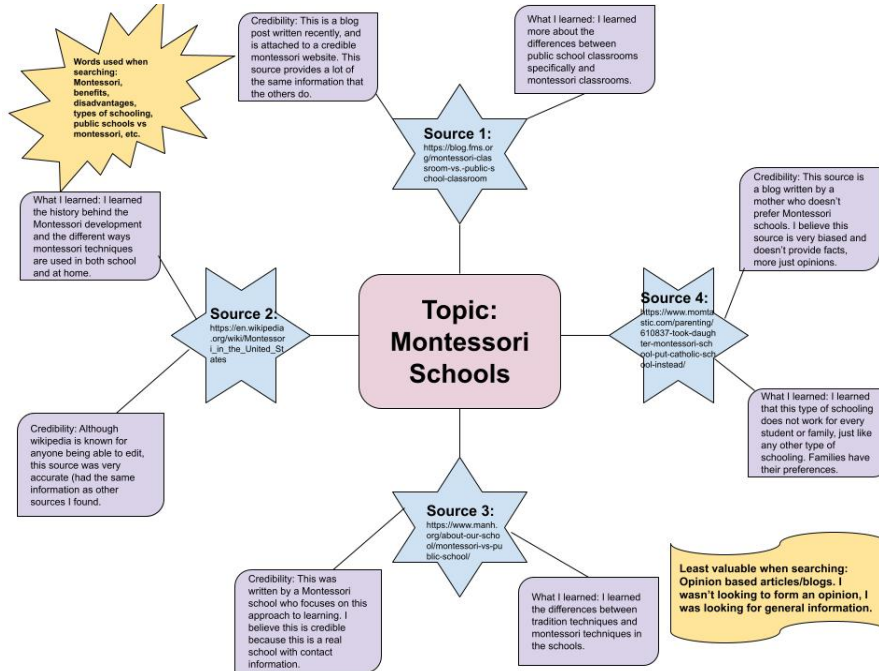 Words used when
searching:
Montessori,
benefits,
disadvantages,
types of schooling,
public schools vs
montessori, etc.
Credibility: This is a blog
post written recently, and
is attached to a credible
montessori website. This
source provides a lot of
the same information that
the others do.
What I learned: I learned
more about the
differences between
public school classrooms
specifically and
montessori classrooms.
Source 1:
https://blog.fms.or
g/montessori-clas
sroom-vs.-public-s
chool-classroom
What I learned: I learned
the history behind the
Montessori development
and the different ways
montessori techniques
are used in both school
and at home.
Source 2:
https://en.wikipedia
.org/wiki/Montessor
i_in_the_United_St
ates
Credibility: Although
wikipedia is known for
anyone being able to edit,
this source was very
accurate (had the same
information as other
sources I found.
Topic:
Montessori
Schools
Credibility: This source is
a blog written by a
mother who doesn't
prefer Montessori
schools. I believe this
source is very biased and
doesn't provide facts,
more just opinions.
Source 4:
https://www.momta
stic.com/parenting/
610837-took-daugh
ter-montessori-sch
ool-put-catholic-sch
ool-instead/
What I learned: I learned
that this type of schooling
does not work for every
student or family, just like
any other type of
schooling. Families have
their preferences.
Source 3:
https://www.manh.
org/about-our-scho
ol/montessori-vs-pu
blic-school/
Credibility: This was
written by a Montessori
school who focuses on this
approach to learning. I
believe this is credible
because this is a real
school with contact
information.
What I learned: I learned
the differences between
tradition techniques and
montessori techniques in
the schools.
Least valuable when searching:
Opinion based articles/blogs. I
wasn't looking to form an opinion, I
was looking for general information.